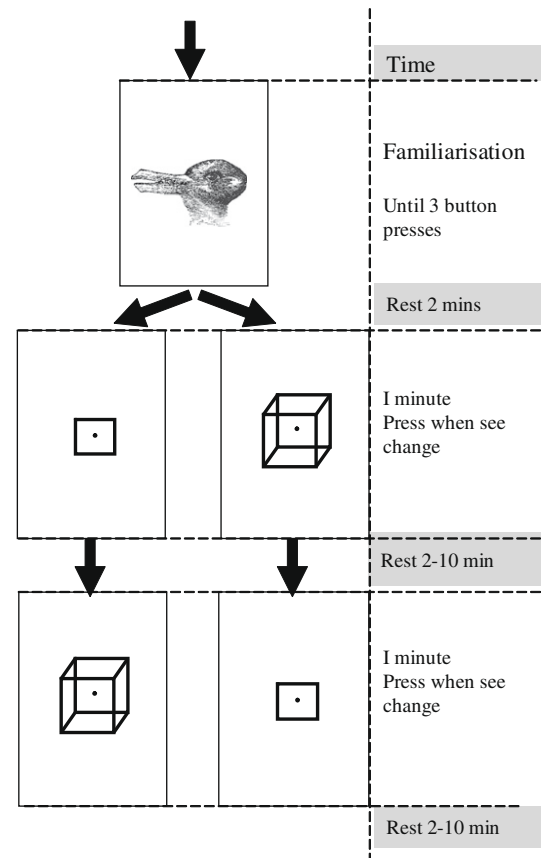 Time
Familiarisation
Until 3 button
presses
Rest 2 mins
I minute
Press when see
change
Rest 2-10 min
I minute
Press when see
change
Rest 2-10 min